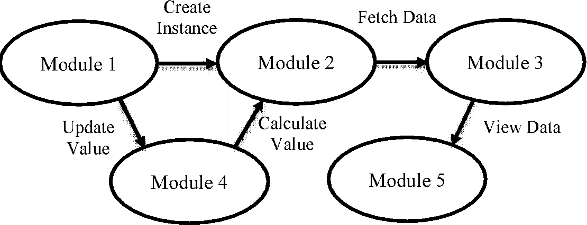 Create
Instance
Fetch Data
Module 1
Module 2
Module 3
Update
Value
Calculate
Value
View Data
Module 4
Module 5